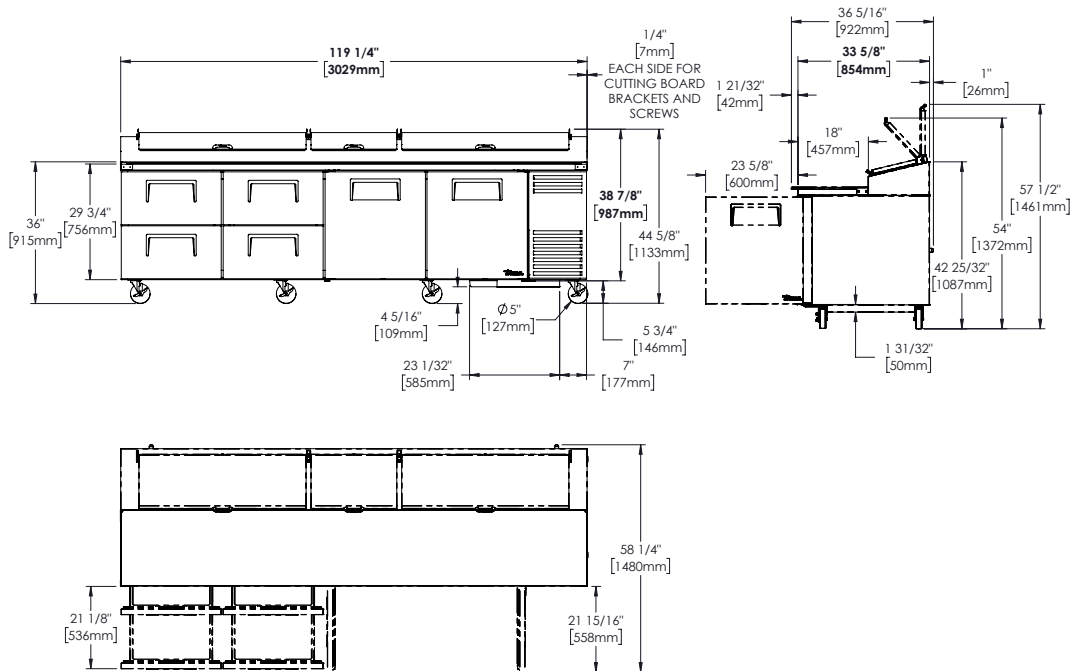 119 1/4"
[3029mm]
1/4"
[7mm]
EACH SIDE FOR
CUTTING BOARD
BRACKETS AND
SCREWS
36"
[915mm]
29 3/4"
[756mm]
38 7/8"
[987mm]
44 5/8"
[1133mm]
4 5/16"
[109mm]
Ø 5"
[127mm]
5 3/4"
[146mm]
23 1/32"
[585mm]
7"
[177mm]
True
36 5/16"
[922mm]
33 5/8"
[854mm]
1 21/32"
[42mm]
1"
[26mm]
18"
[457mm]
23 5/8"
[600mm]
57 1/2"
[1461mm]
54"
[1372mm]
42 25/32"
[1087mm]
1 31/32"
[50mm]
58 1/4"
[1480mm]
21 1/8"
[536mm]
21 15/16"
[558mm]